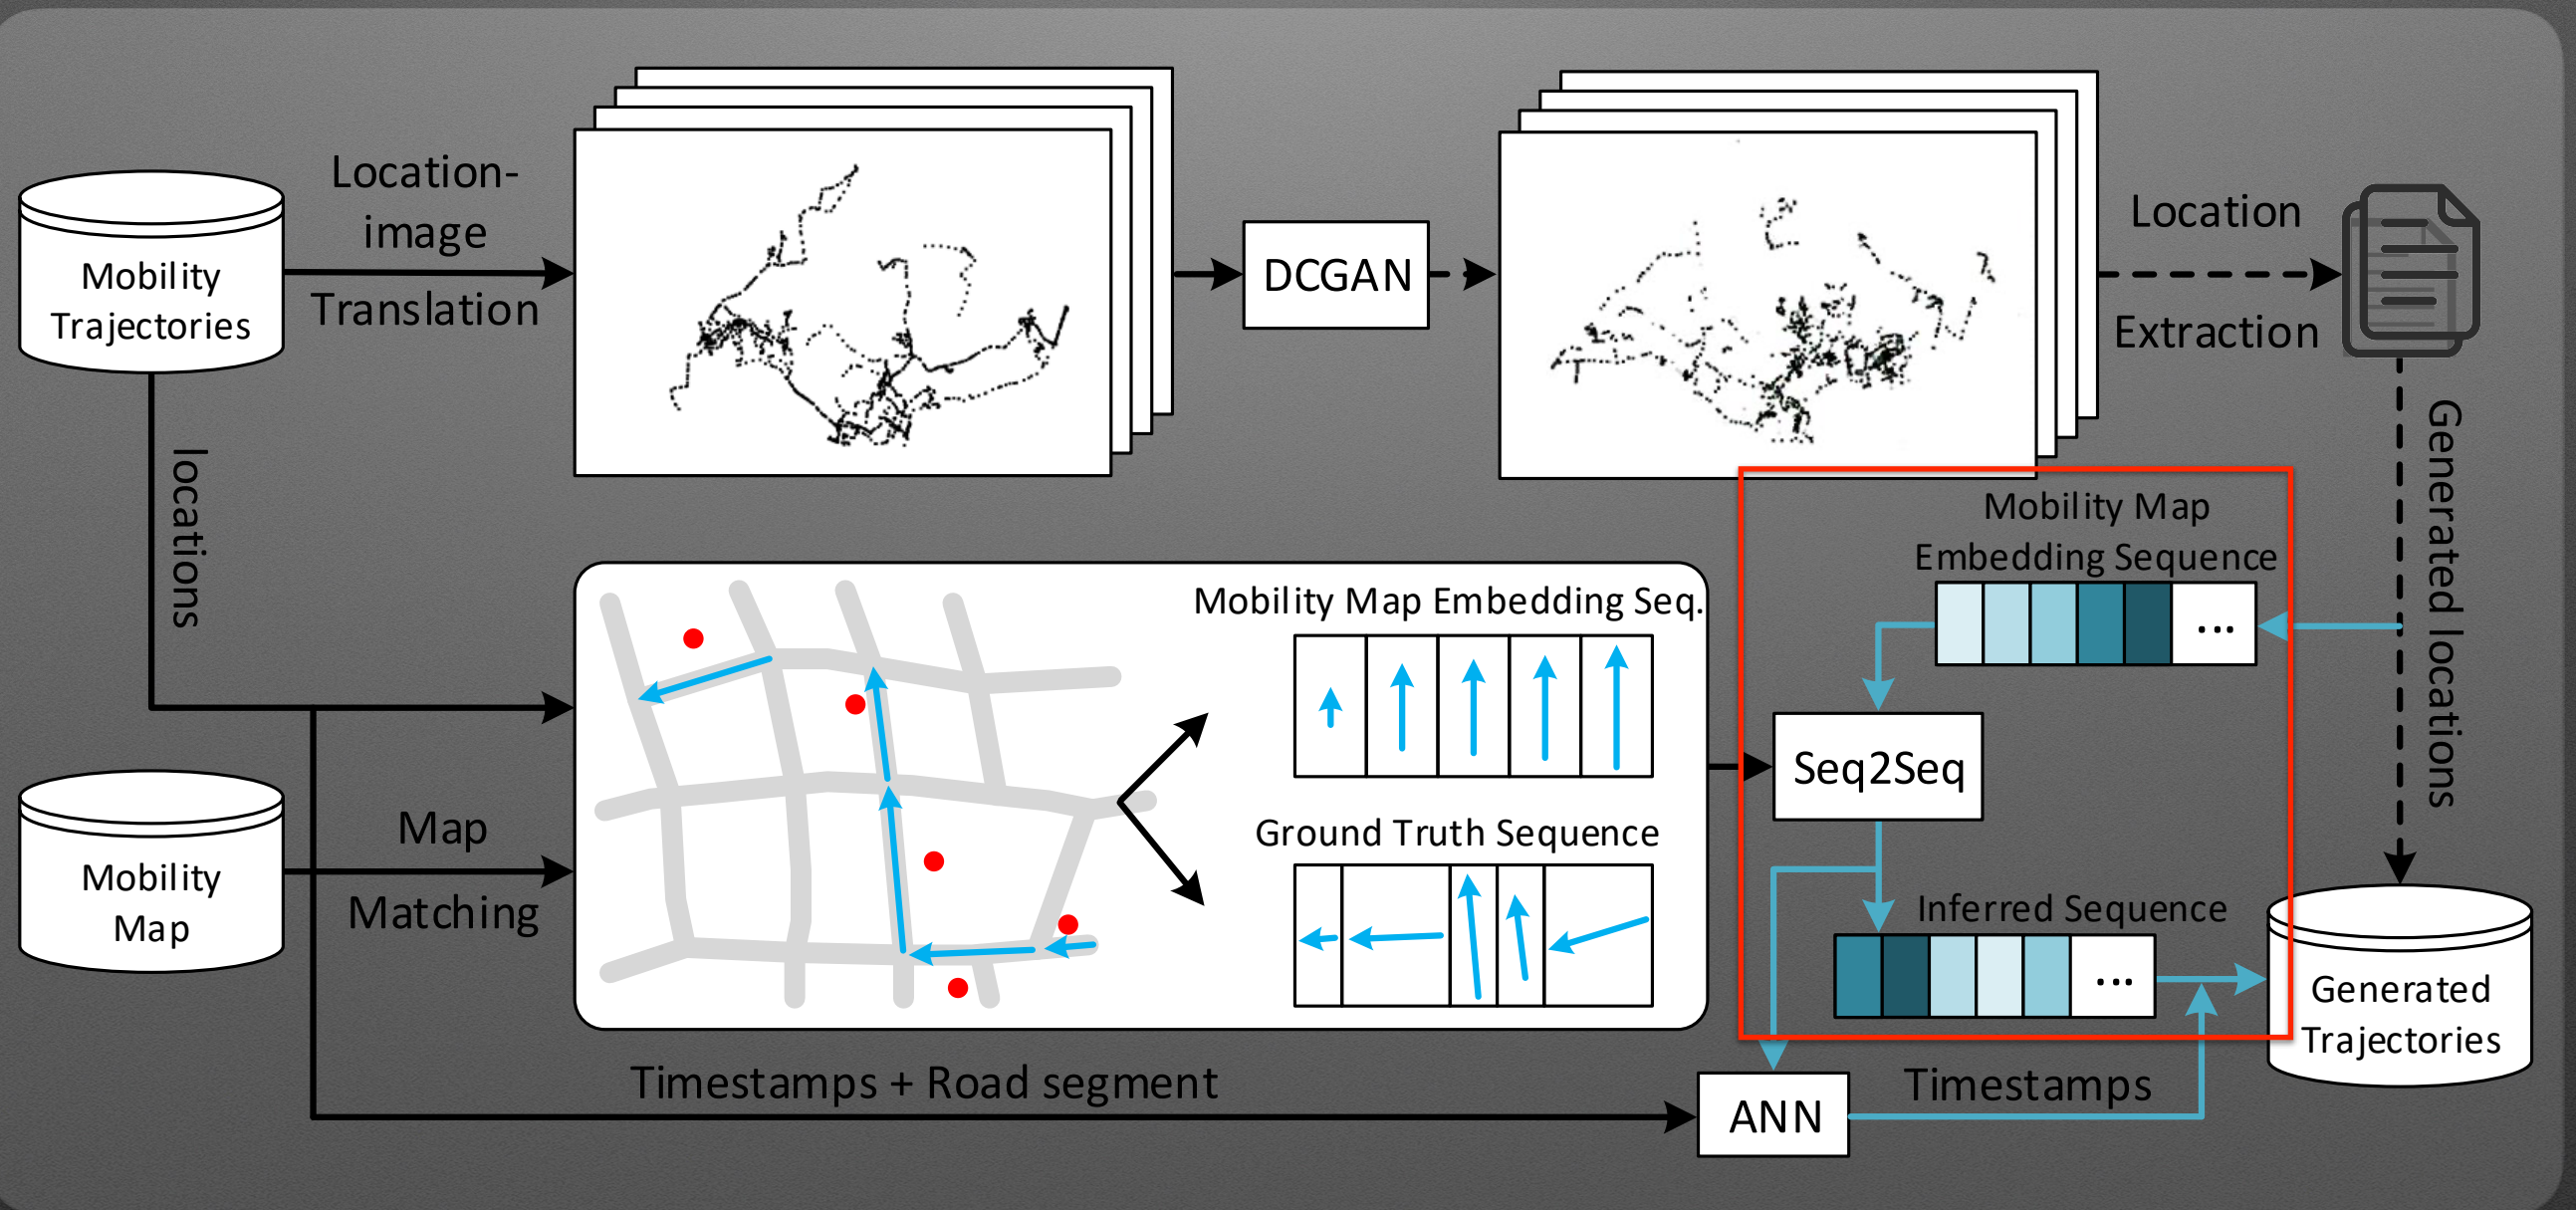 Mobility
Trajectories
Location-
image
Translation
DCGAN
Location
Extraction
locations
Generated locations
Mobility
Map
Map
Matching
Mobility Map Embedding Seq.
Ground Truth Sequence
Mobility Map
Embedding Sequence
...
Seq2Seq
Inferred Sequence
...
Generated
Trajectories
Timestamps + Road segment
ANN
Timestamps